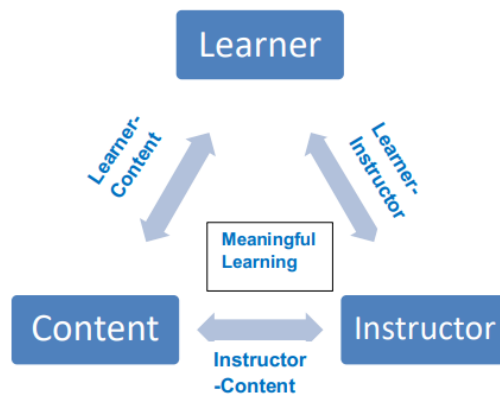 Learner
Learner-
Content
Learner-
Instructor
Meaningful
Learning
Content
Instructor
Instructor
-Content